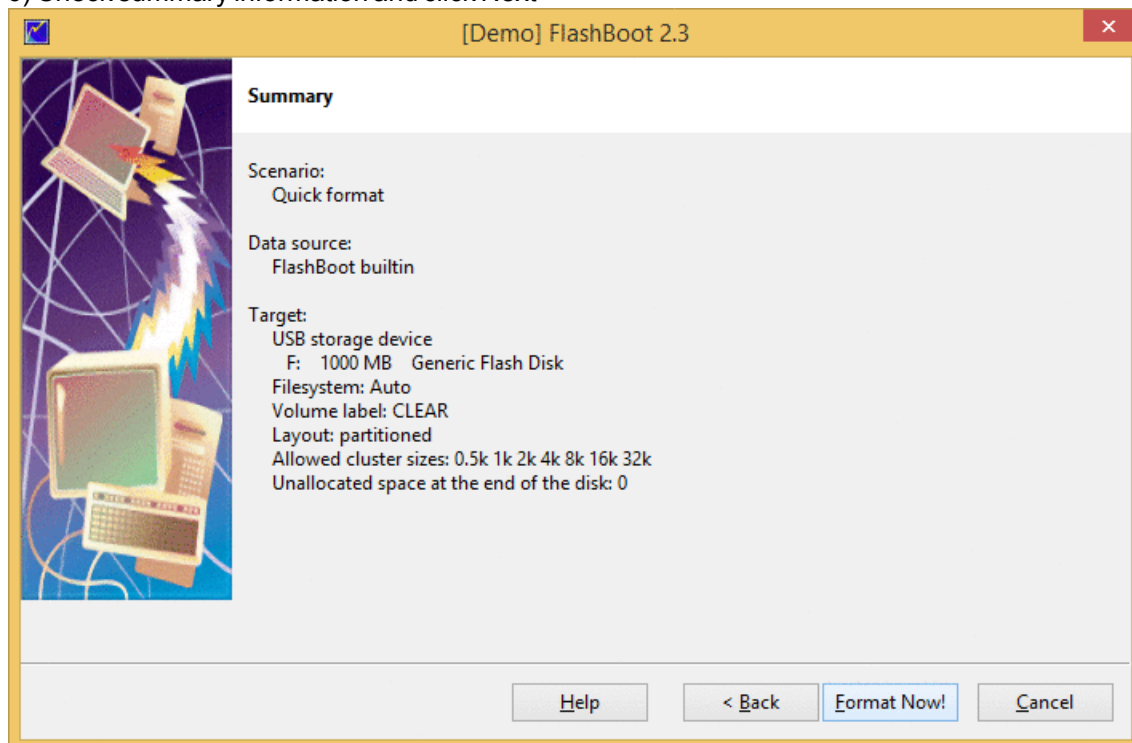 [Demo] FlashBoot 2.3
Summary
Scenario:
Quick format
Data source:
FlashBoot builtin
Target:
USB storage device
F: 1000 MB Generic Flash Disk
Filesystem: Auto
Volume label: CLEAR
Layout: partitioned
Allowed cluster sizes: 0.5k 1k 2k 4k 8k 16k 32k
Unallocated space at the end of the disk: 0
Help < Back Format Now! Cancel